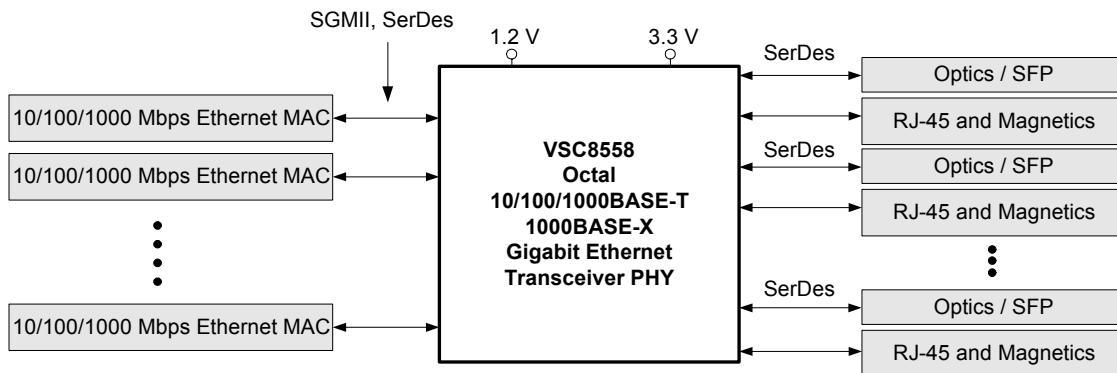 SGMII, SerDes
1.2 V
3.3 V
10/100/1000 Mbps Ethernet MAC
10/100/1000 Mbps Ethernet MAC
10/100/1000 Mbps Ethernet MAC
VSC8558
Octal
10/100/1000BASE-T
1000BASE-X
Gigabit Ethernet
Transceiver PHY
SerDes
Optics / SFP
RJ-45 and Magnetics
SerDes
Optics / SFP
RJ-45 and Magnetics
SerDes
Optics / SFP
RJ-45 and Magnetics